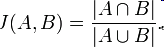 J(A,B) = |A ∩ B| / |A ∪ B|.